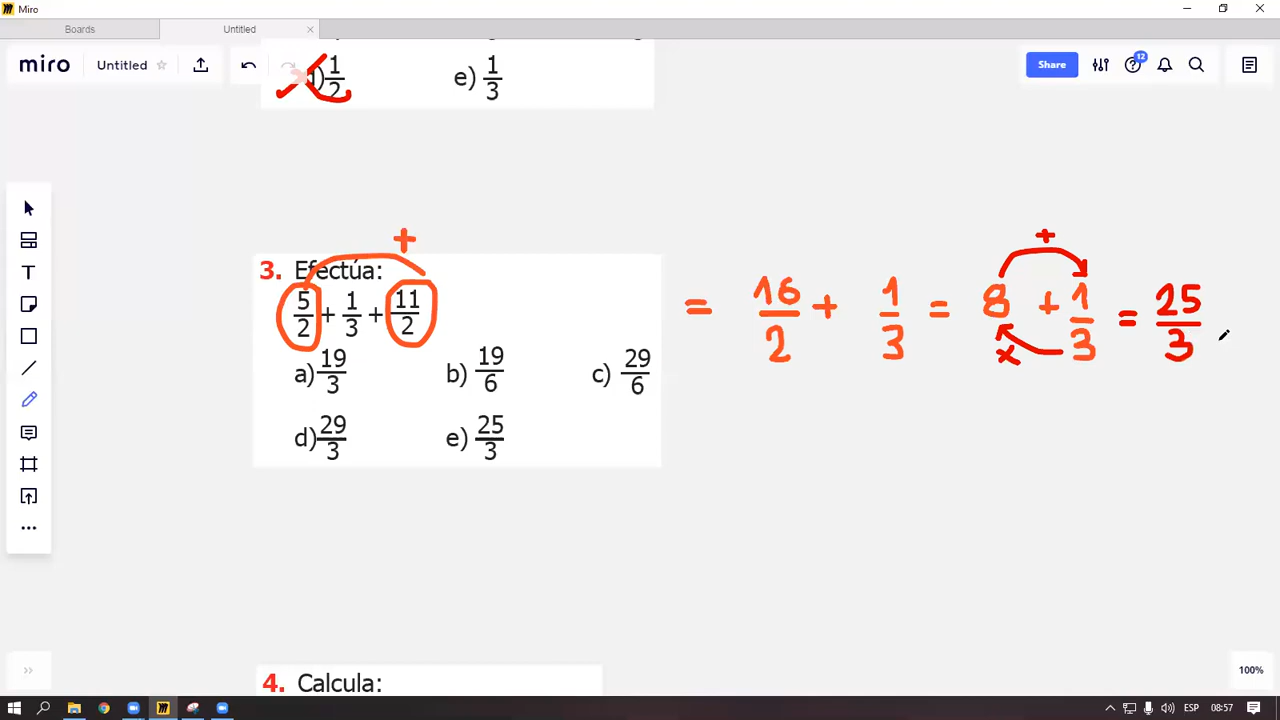 Miro
Boards
Untitled
miro
Untitled
Share
12
d) 1/2
e) 1/3
+
3. Efectúa:
5/2 + 1/3 + 11/2
= 16/2 + 1/3 = 8 + 1/3 = 25/3
+
x
a) 19/3
b) 19/6
c) 29/6
d) 29/3
e) 25/3
4. Calcula:
100%
ESP
08:57